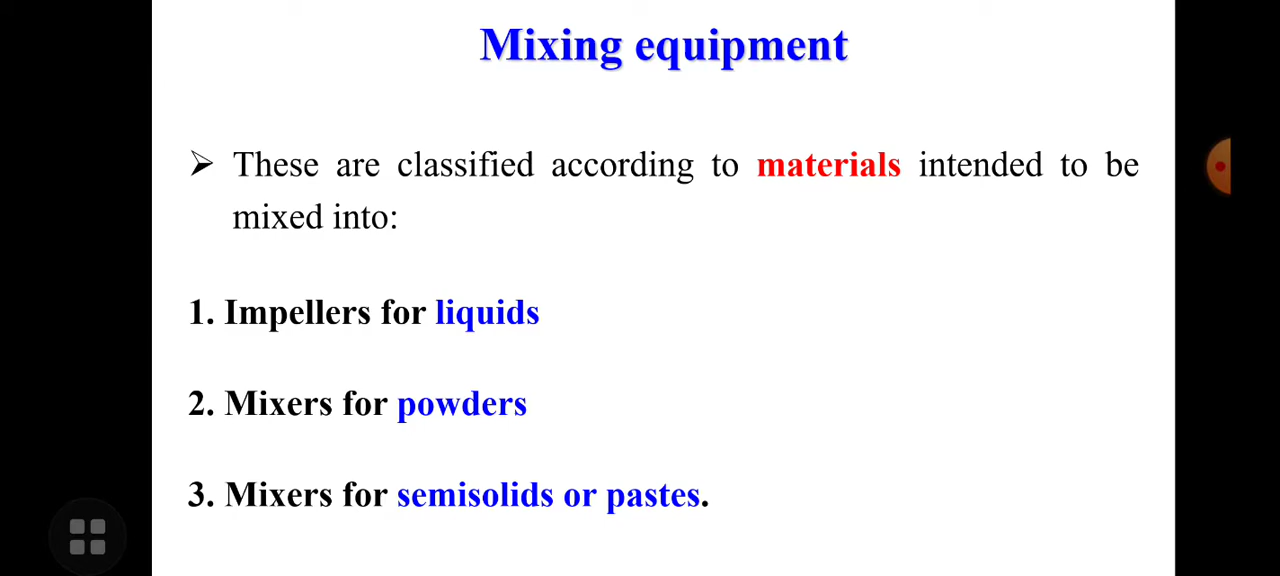 Mixing equipment
➢ These are classified according to materials intended to be
mixed into:
1. Impellers for liquids
2. Mixers for powders
3. Mixers for semisolids or pastes.